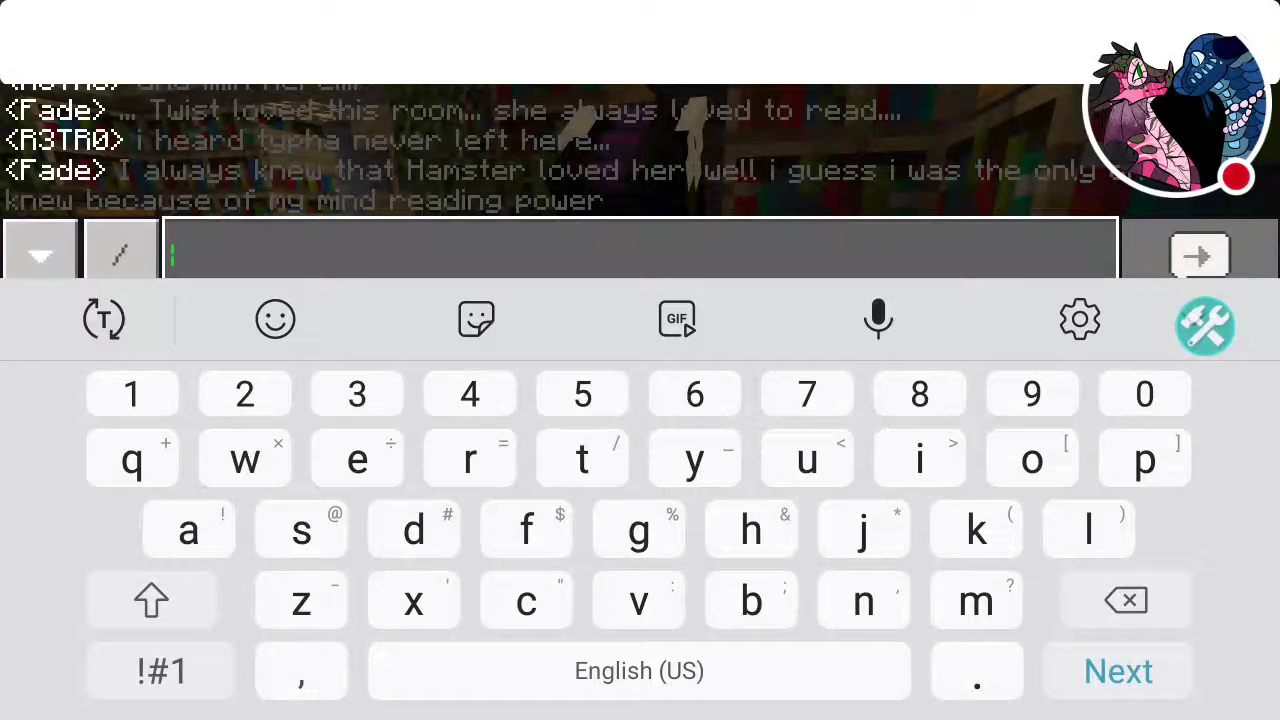 <Fade> ... Twist loved this room... she always loved to read....
<R3TR0> i heard typha never left here...
<Fade> I always knew that Hamster loved her well i guess i was the only
knew because of my mind reading power
/
T
GIF
1 2 3 4 5 6 7 8 9 0
q + w × e ÷ r = t / y _ u < i > o [ p ]
a ! s @ d # f $ g % h & j * k ( l )
z - x ' c " v : b ; n , m ?
!#1 , English (US) . Next